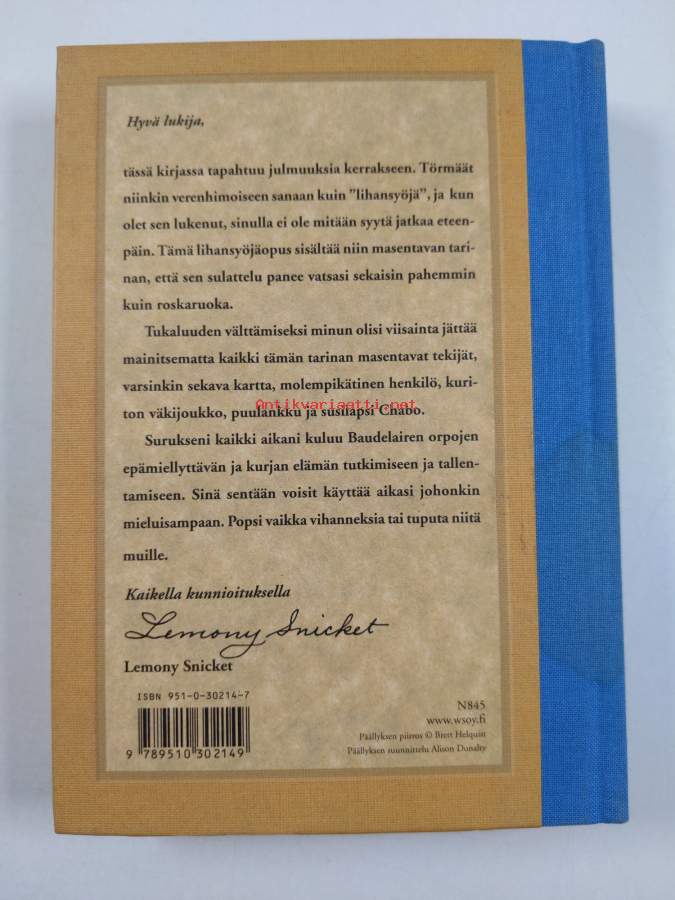 Hyvä lukija,
tässä kirjassa tapahtuu julmuuksia kerrakseen. Törmäät
niinkin verenhimoiseen sanaan kuin ”lihansyöjä”, ja kun
olet sen lukenut, sinulla ei ole mitään syytä jatkaa eteen-
päin. Tämä lihansyöjäopus sisältää niin masentavan tari-
nan, että sen sulattelu panee vatsasi sekaisin pahemmin
kuin roskaruoka.
Tukaluuden välttämiseksi minun olisi viisainta jättää
mainitsematta kaikki tämän tarinan masentavat tekijät,
varsinkin sekava kartta, molempikätinen henkilö, kuri-
ton väkijoukko, puulankku ja susilapsi Chabo.
Antikvariaatti.net
Surukseni kaikki aikani kuluu Baudelairen orpojen
epämiellyttävän ja kurjan elämän tutkimiseen ja tallen-
tamiseen. Sinä sentään voisit käyttää aikasi johonkin
mieluisampaan. Popsi vaikka vihanneksia tai tuputa niitä
muille.
Kaikella kunnioituksella
Lemony Snicket
Lemony Snicket
ISBN 951-0-30214-7
9 789510 302149
N845
www.wsoy.fi
Päällyksen piirros © Brett Helquist
Päällyksen suunnittelu Alison Donalty